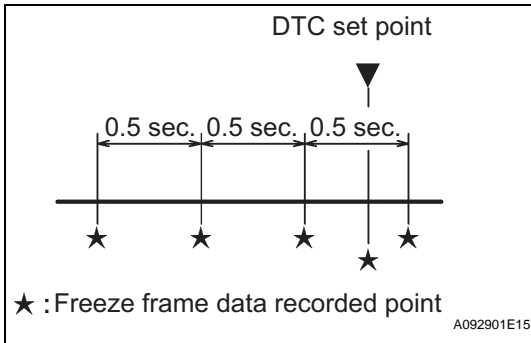 DTC set point
0.5 sec. 0.5 sec. 0.5 sec.
★ : Freeze frame data recorded point
A092901E15